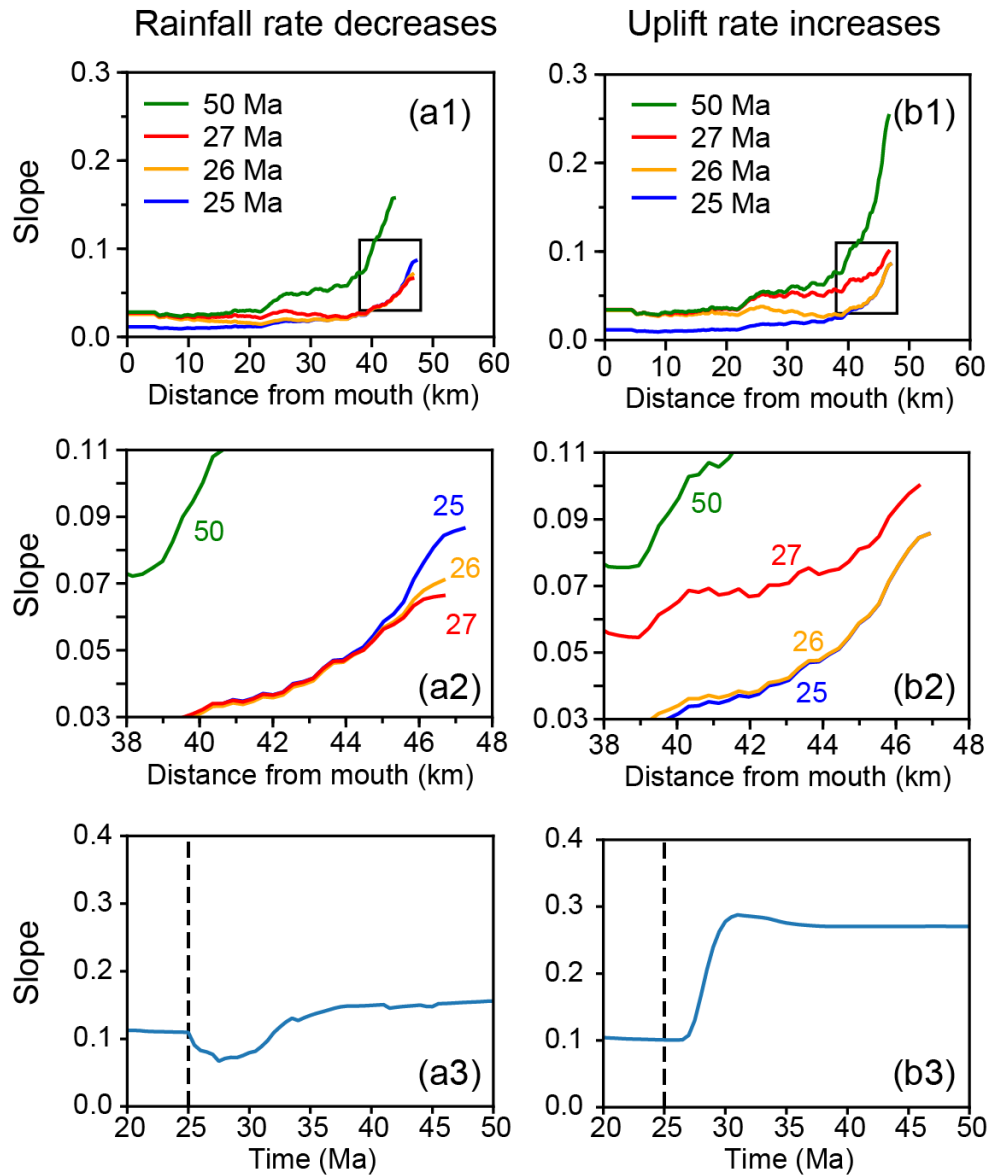 Rainfall rate decreases
Uplift rate increases
0.3
0.2
0.1
0.0
Slope
50 Ma
27 Ma
26 Ma
25 Ma
(a1)
0 10 20 30 40 50 60
Distance from mouth (km)
0.3
0.2
0.1
0.0
50 Ma
27 Ma
26 Ma
25 Ma
(b1)
0 10 20 30 40 50 60
Distance from mouth (km)
0.11
0.09
0.07
0.05
0.03
Slope
50
25
26
27
(a2)
38 40 42 44 46 48
Distance from mouth (km)
0.11
0.09
0.07
0.05
0.03
50
27
26
25
(b2)
38 40 42 44 46 48
Distance from mouth (km)
0.4
0.3
0.2
0.1
0.0
Slope
(a3)
20 25 30 35 40 45 50
Time (Ma)
0.4
0.3
0.2
0.1
0.0
(b3)
20 25 30 35 40 45 50
Time (Ma)